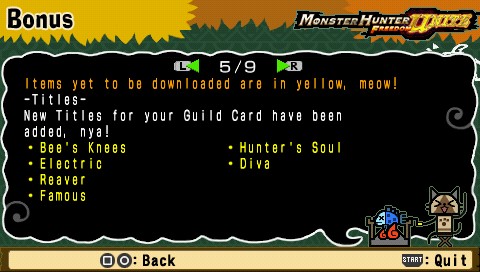 Bonus
MONSTER HUNTER
FREEDOM UNITE
L 5/9 R
Items yet to be downloaded are in yellow, meow!
-Titles-
New Titles for your Guild Card have been
added, nya!
・Bee's Knees ・Hunter's Soul
・Electric ・Diva
・Reaver
・Famous
□○: Back
START: Quit